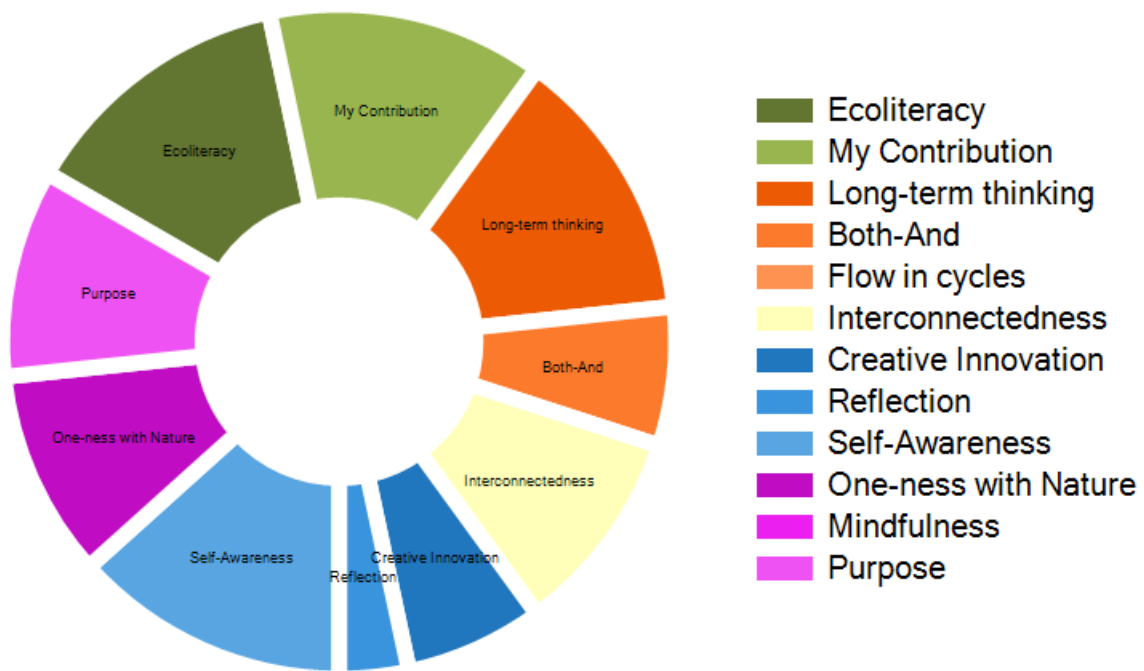 My Contribution
Ecoliteracy
Long-term thinking
Purpose
Both-And
One-ness with Nature
Interconnectedness
Self-Awareness
Creative Innovation
Reflection
Ecoliteracy
My Contribution
Long-term thinking
Both-And
Flow in cycles
Interconnectedness
Creative Innovation
Reflection
Self-Awareness
One-ness with Nature
Mindfulness
Purpose